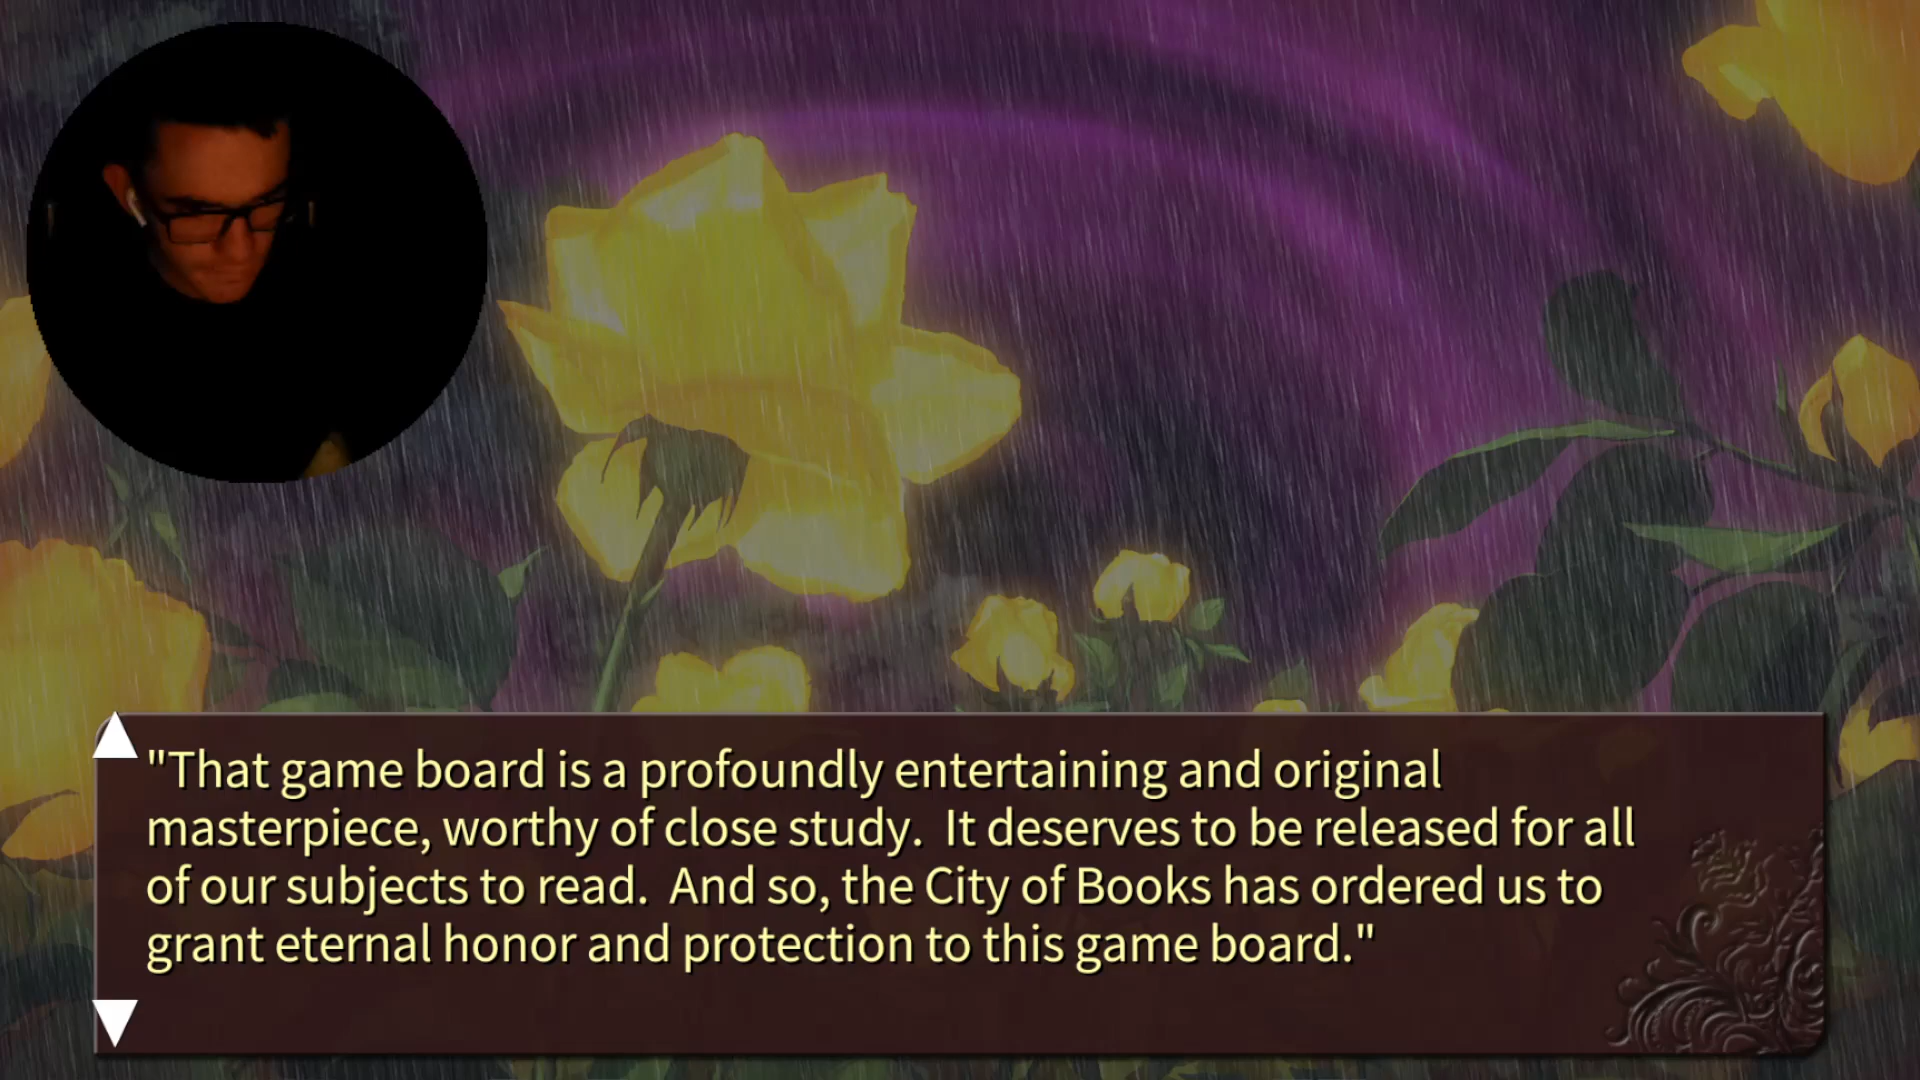 "That game board is a profoundly entertaining and original
masterpiece, worthy of close study.  It deserves to be released for all
of our subjects to read.  And so, the City of Books has ordered us to
grant eternal honor and protection to this game board."